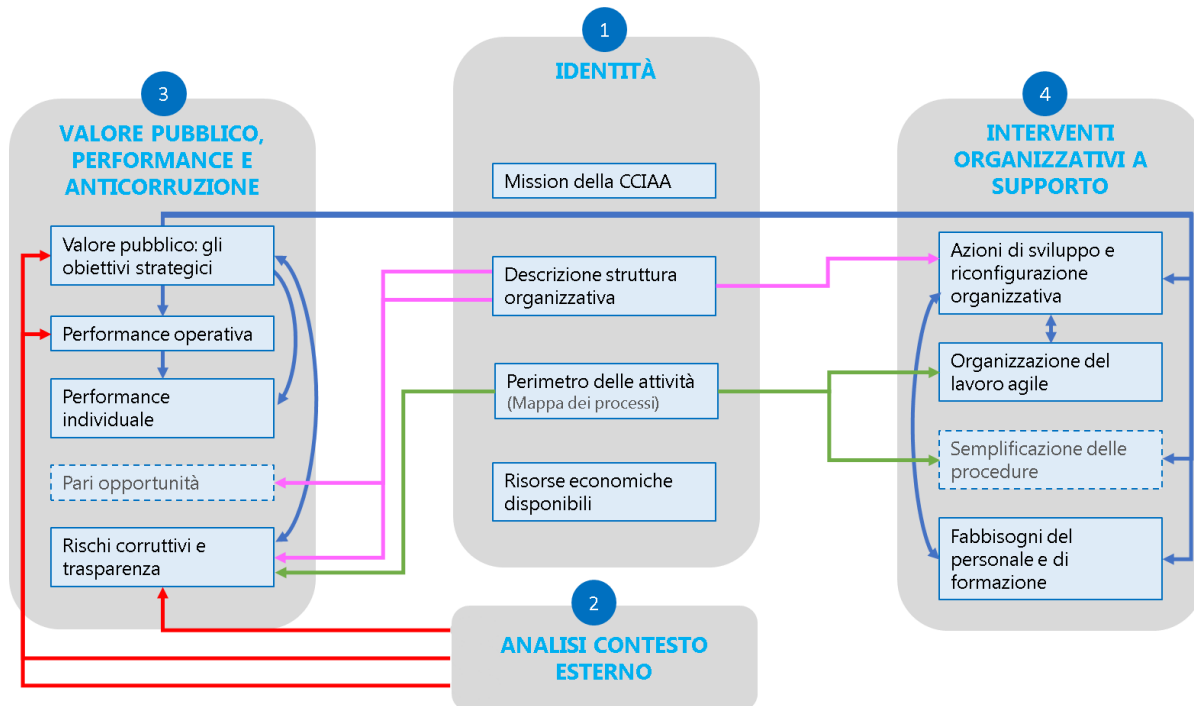 1
IDENTITÀ
Mission della CCIAA
Descrizione struttura
organizzativa
Perimetro delle attività
(Mappa dei processi)
Risorse economiche
disponibili
2
ANALISI CONTESTO
ESTERNO
3
VALORE PUBBLICO,
PERFORMANCE E
ANTICORRUZIONE
Valore pubblico: gli
obiettivi strategici
Performance operativa
Performance
individuale
Pari opportunità
Rischi corruttivi e
trasparenza
4
INTERVENTI
ORGANIZZATIVI A
SUPPORTO
Azioni di sviluppo e
riconfigurazione
organizzativa
Organizzazione del
lavoro agile
Semplificazione delle
procedure
Fabbisogni del
personale e di
formazione